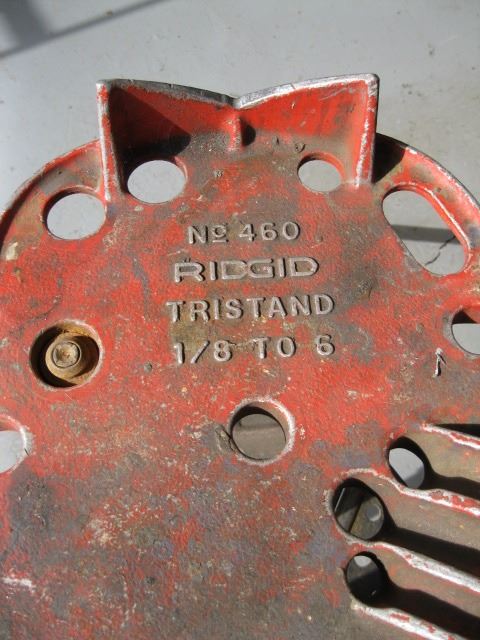 Nº 460
RIDGID
TRISTAND
1/8 TO 6